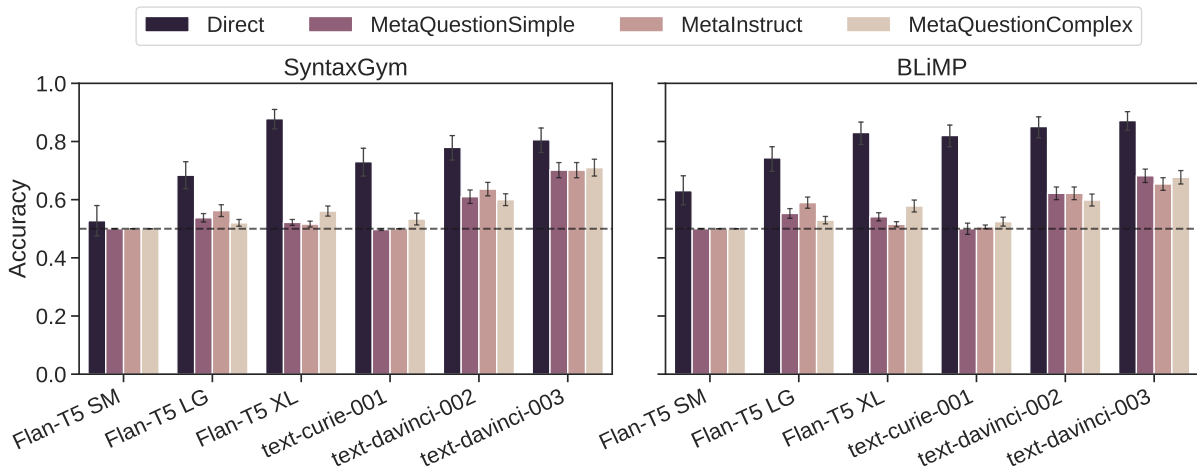 Direct MetaQuestionSimple MetaInstruct MetaQuestionComplex
SyntaxGym BLiMP
Accuracy
1.0
0.8
0.6
0.4
0.2
0.0
Flan-T5 SM Flan-T5 LG Flan-T5 XL text-curie-001 text-davinci-002 text-davinci-003
Flan-T5 SM Flan-T5 LG Flan-T5 XL text-curie-001 text-davinci-002 text-davinci-003